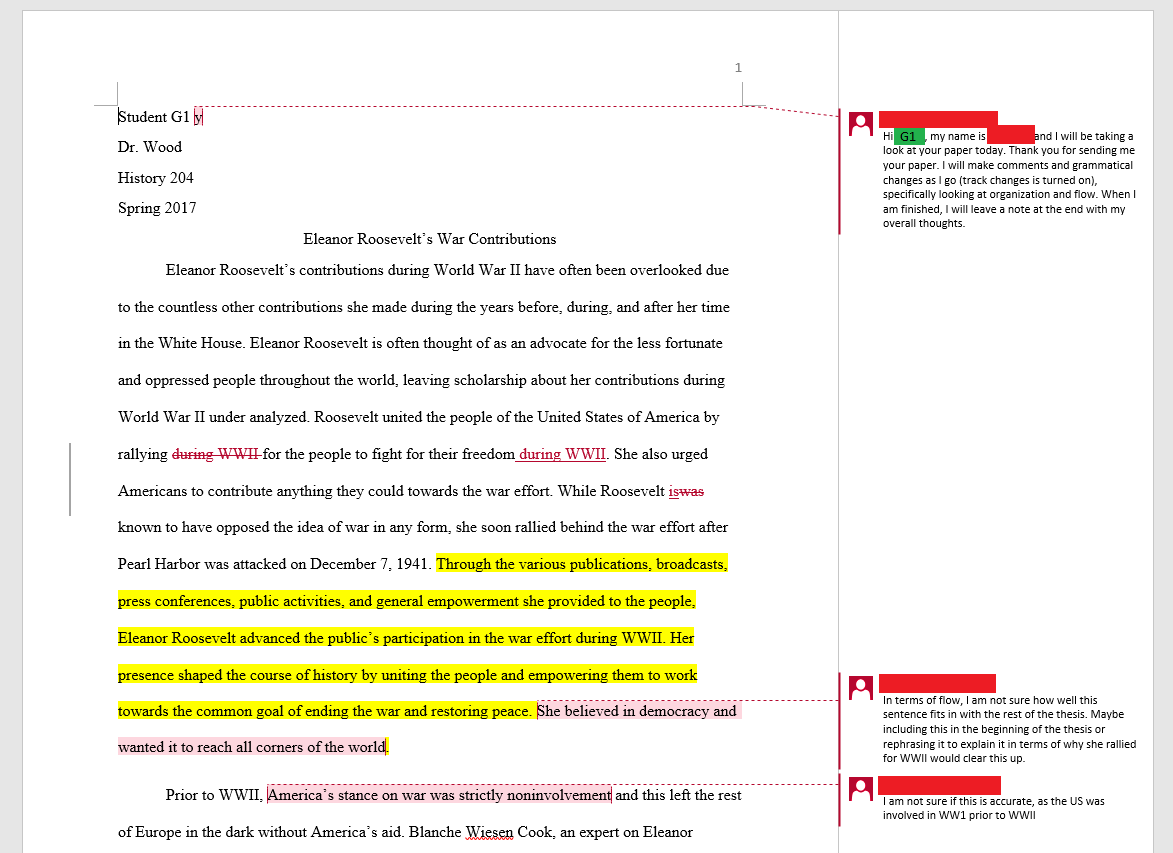 1
Student G1 y
Dr. Wood
History 204
Spring 2017
Eleanor Roosevelt’s War Contributions
Eleanor Roosevelt’s contributions during World War II have often been overlooked due
to the countless other contributions she made during the years before, during, and after her time
in the White House. Eleanor Roosevelt is often thought of as an advocate for the less fortunate
and oppressed people throughout the world, leaving scholarship about her contributions during
World War II under analyzed. Roosevelt united the people of the United States of America by
rallying during WWII for the people to fight for their freedom during WWII. She also urged
Americans to contribute anything they could towards the war effort. While Roosevelt iswas
known to have opposed the idea of war in any form, she soon rallied behind the war effort after
Pearl Harbor was attacked on December 7, 1941. Through the various publications, broadcasts,
press conferences, public activities, and general empowerment she provided to the people,
Eleanor Roosevelt advanced the public’s participation in the war effort during WWII. Her
presence shaped the course of history by uniting the people and empowering them to work
towards the common goal of ending the war and restoring peace. She believed in democracy and
wanted it to reach all corners of the world.
Prior to WWII, America’s stance on war was strictly noninvolvement and this left the rest
of Europe in the dark without America’s aid. Blanche Wiesen Cook, an expert on Eleanor
Hi G1 , my name is and I will be taking a
look at your paper today. Thank you for sending me
your paper. I will make comments and grammatical
changes as I go (track changes is turned on),
specifically looking at organization and flow. When I
am finished, I will leave a note at the end with my
overall thoughts.
In terms of flow, I am not sure how well this
sentence fits in with the rest of the thesis. Maybe
including this in the beginning of the thesis or
rephrasing it to explain it in terms of why she rallied
for WWII would clear this up.
I am not sure if this is accurate, as the US was
involved in WW1 prior to WWII